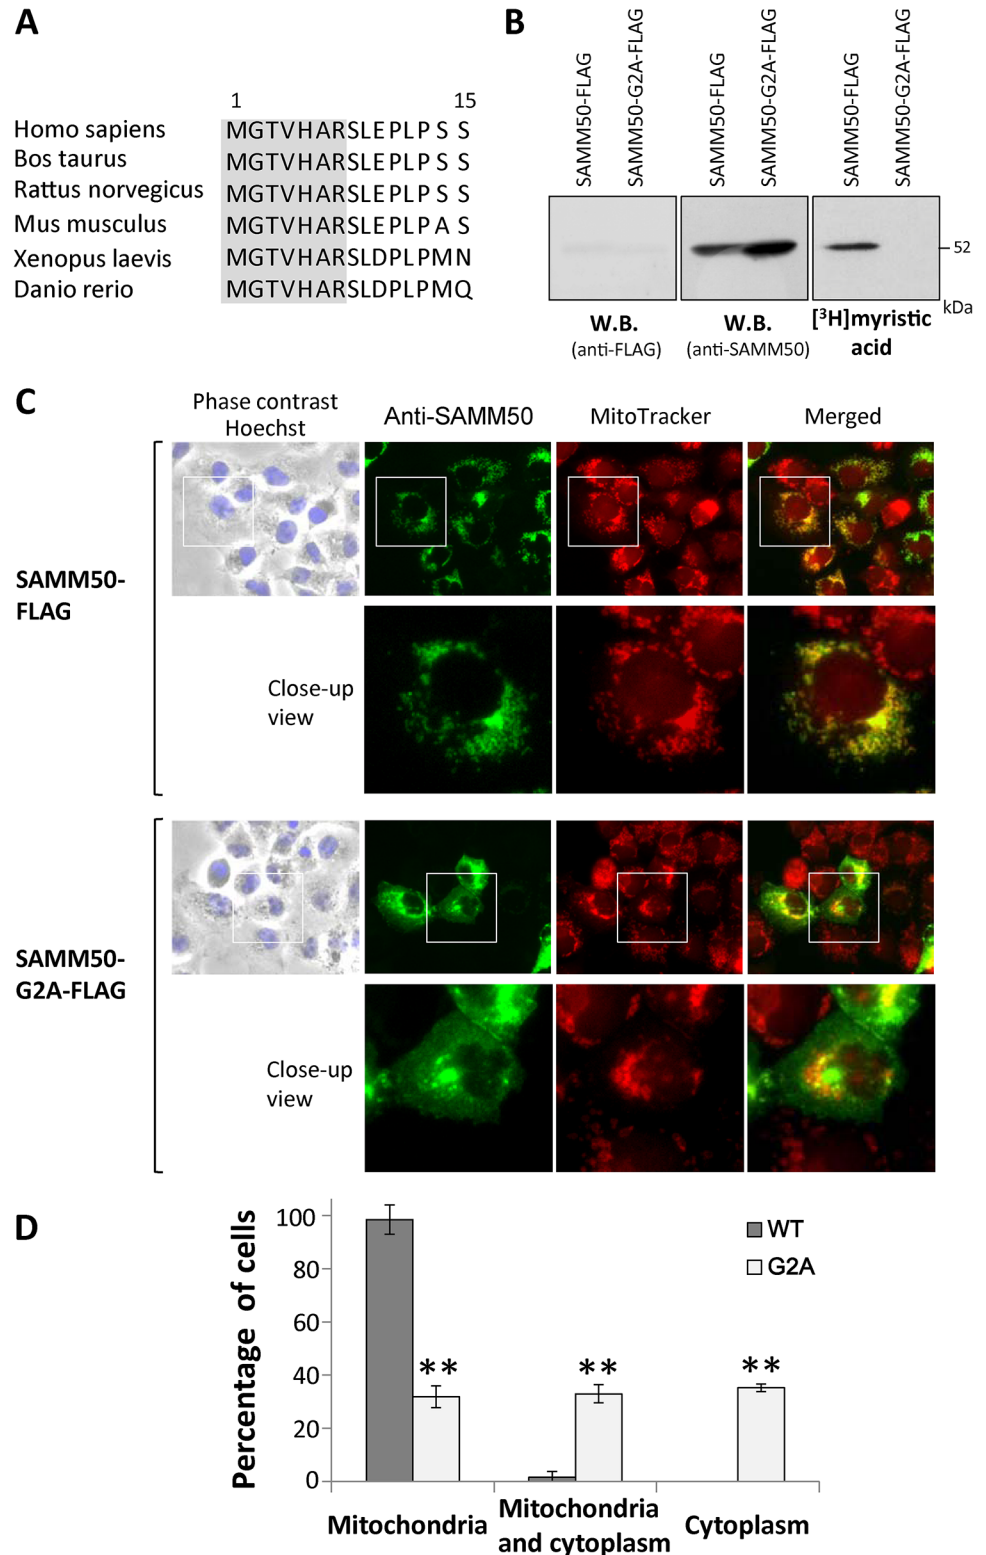 A
1 15
Homo sapiens MGTVHARSLEPLPSS
Bos taurus MGTVHARSLEPLPSS
Rattus norvegicus MGTVHARSLEPLPSS
Mus musculus MGTVHARSLEPLPAS
Xenopus laevis MGTVHARSLDPLPMN
Danio rerio MGTVHARSLDPLPMQ
B
SAMM50-FLAG
SAMM50-G2A-FLAG
SAMM50-FLAG
SAMM50-G2A-FLAG
SAMM50-FLAG
SAMM50-G2A-FLAG
52
kDa
W.B.
(anti-FLAG)
W.B.
(anti-SAMM50)
[³H]myristic
acid
C
Phase contrast
Hoechst
Anti-SAMM50
MitoTracker
Merged
SAMM50-
FLAG
Close-up
view
SAMM50-
G2A-FLAG
Close-up
view
D
Percentage of cells
100
80
60
40
20
0
**
**
**
WT
G2A
Mitochondria
Mitochondria
and cytoplasm
Cytoplasm